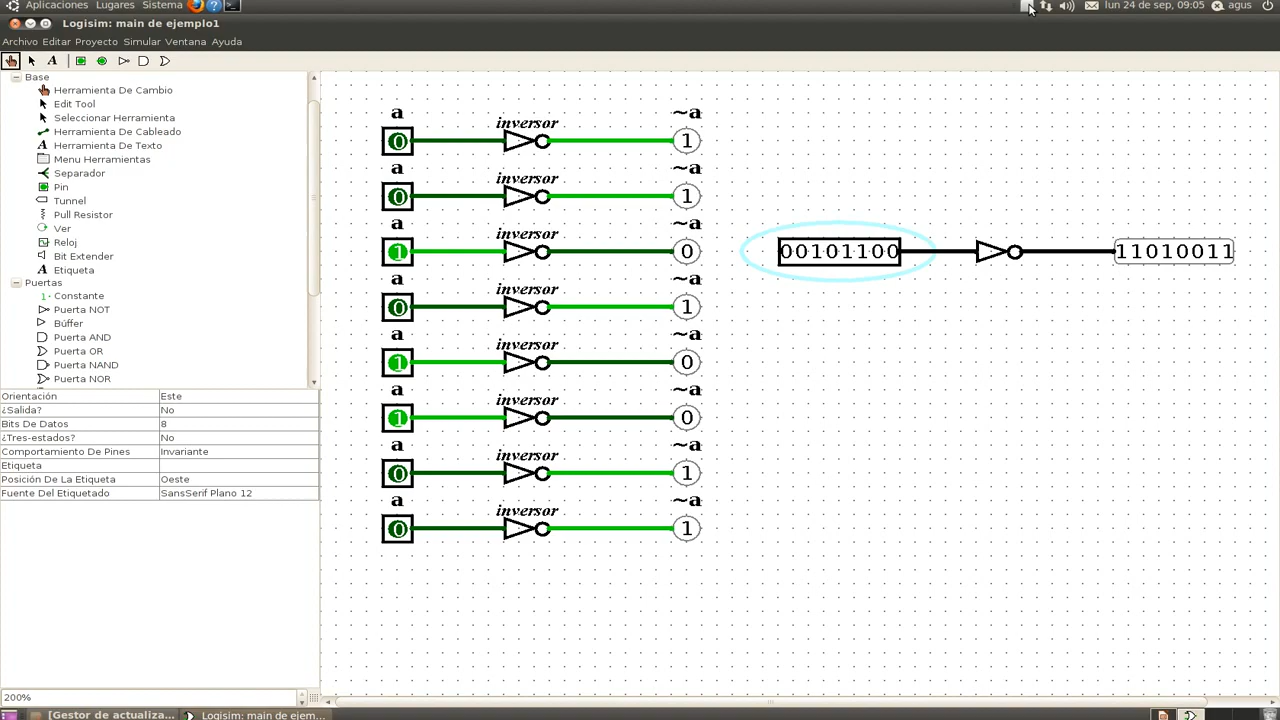 Aplicaciones Lugares Sistema
lun 24 de sep, 09:05 agus
Logisim: main de ejemplo1
Archivo Editar Proyecto Simular Ventana Ayuda
A
Base
Herramienta De Cambio
Edit Tool
Seleccionar Herramienta
Herramienta De Cableado
A Herramienta De Texto
Menu Herramientas
Separador
Pin
Tunnel
Pull Resistor
Ver
Reloj
Bit Extender
A Etiqueta
Puertas
1 Constante
Puerta NOT
Búffer
Puerta AND
Puerta OR
Puerta NAND
Puerta NOR
Orientación Este
¿Salida? No
Bits De Datos 8
¿Tres-estados? No
Comportamiento De Pines Invariante
Etiqueta
Posición De La Etiqueta Oeste
Fuente Del Etiquetado SansSerif Plano 12
200%
a inversor ~a
0 1
a inversor ~a
0 1
a inversor ~a
1 0
a inversor ~a
0 1
a inversor ~a
1 0
a inversor ~a
1 0
a inversor ~a
0 1
a inversor ~a
0 1
00101100 11010011
[Gestor de actualiza... Logisim: main de ejem...